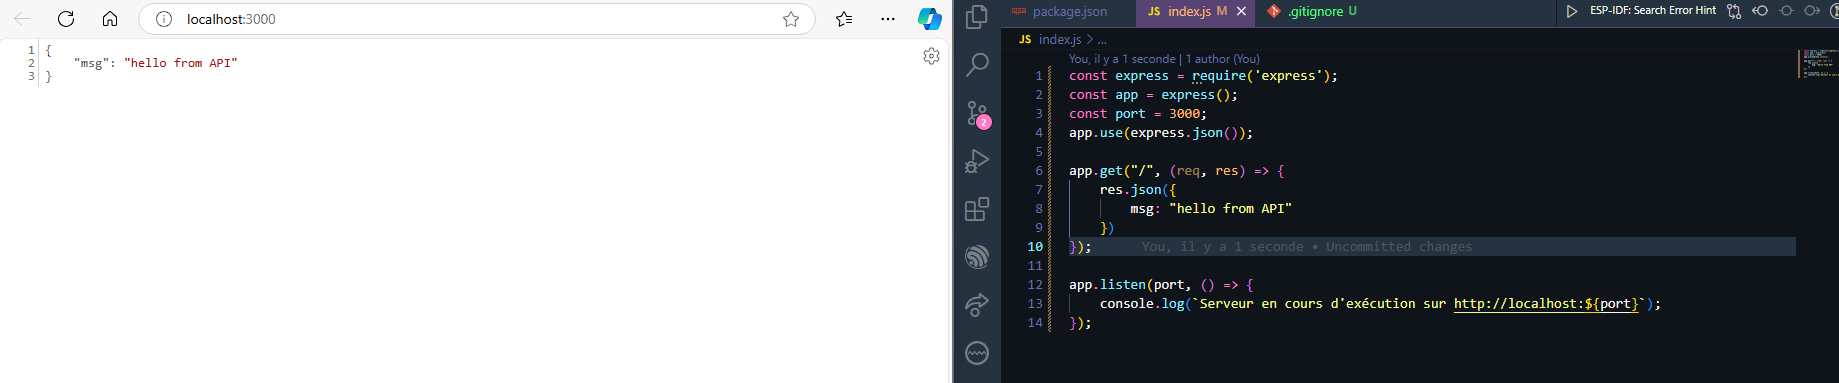 localhost:3000
1 {
2     "msg": "hello from API"
3 }
package.json
JS index.js M
.gitignore U
ESP-IDF: Search Error Hint
JS index.js > ...
You, il y a 1 seconde | 1 author (You)
1 const express = require('express');
2 const app = express();
3 const port = 3000;
4 app.use(express.json());
5
6 app.get("/", (req, res) => {
7     res.json({
8         msg: "hello from API"
9     })
10 });     You, il y a 1 seconde • Uncommitted changes
11
12 app.listen(port, () => {
13     console.log(`Serveur en cours d'exécution sur http://localhost:${port}`);
14 });
2